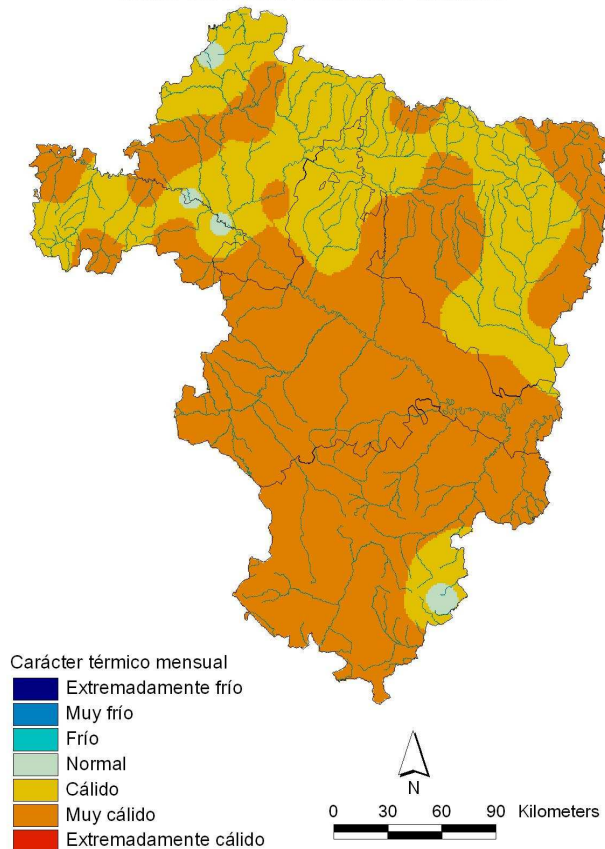 Carácter térmico mensual
Extremadamente frío
Muy frío
Frío
Normal
Cálido
Muy cálido
Extremadamente cálido
N
0 30 60 90 Kilometers